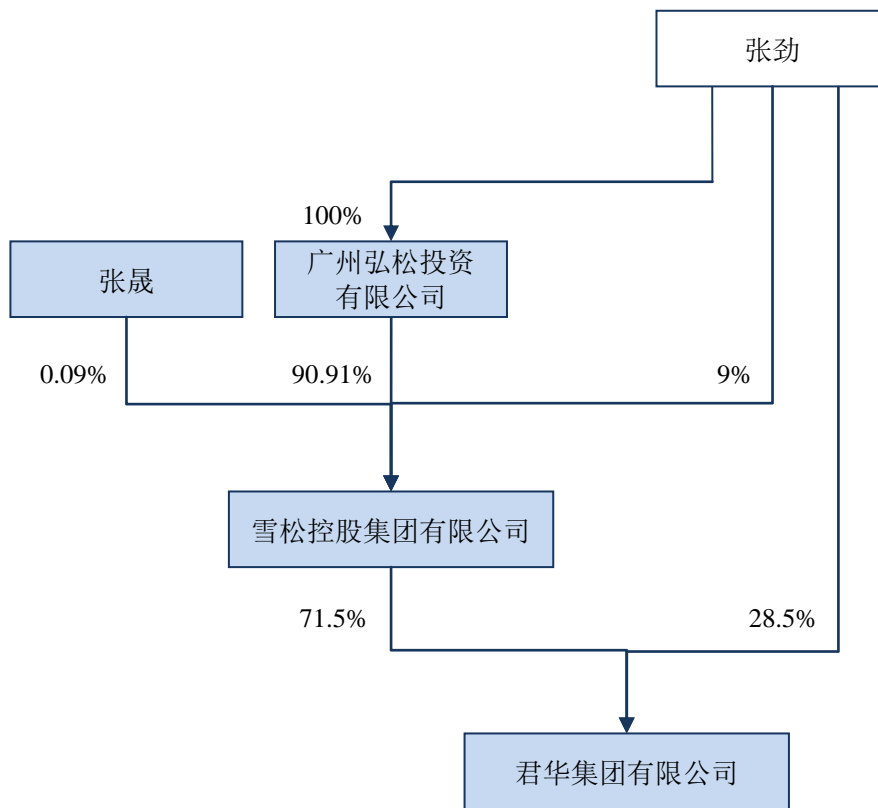 张劲
100%
张晟
广州弘松投资
有限公司
0.09%
90.91%
9%
雪松控股集团有限公司
71.5%
28.5%
君华集团有限公司